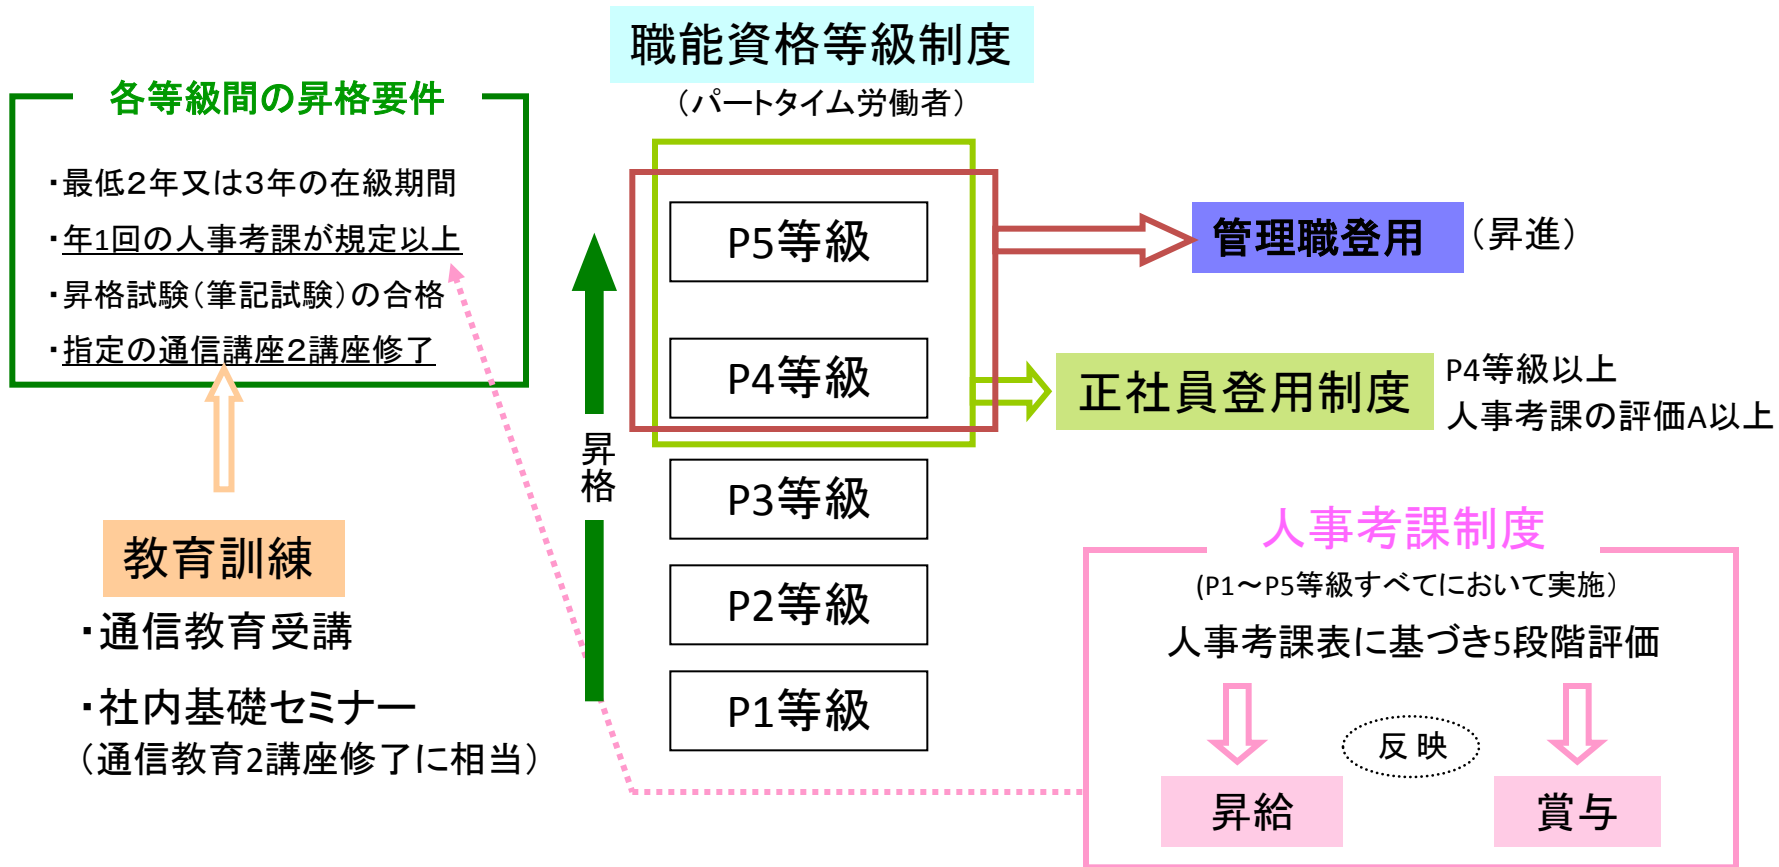 職能資格等級制度
（パートタイム労働者）
各等級間の昇格要件
・最低２年又は３年の在級期間
・年1回の人事考課が規定以上
・昇格試験（筆記試験）の合格
・指定の通信講座２講座修了
教育訓練
・通信教育受講
・社内基礎セミナー
（通信教育2講座修了に相当）
昇格
P5等級
P4等級
P3等級
P2等級
P1等級
管理職登用
（昇進）
正社員登用制度
P4等級以上
人事考課の評価A以上
人事考課制度
(P1～P5等級すべてにおいて実施）
人事考課表に基づき5段階評価
反 映
昇給
賞与